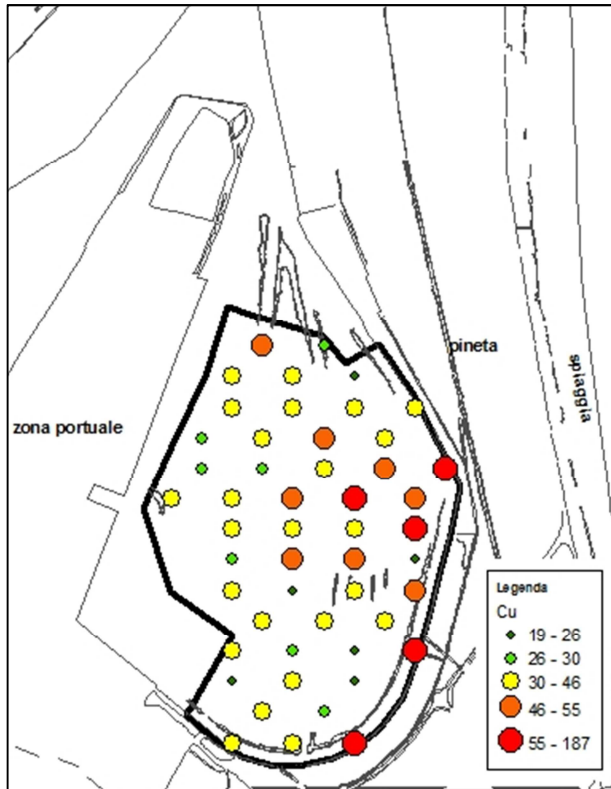 pineta
spiaggia
zona portuale
Legenda
Cu
19 - 26
26 - 30
30 - 46
46 - 55
55 - 187